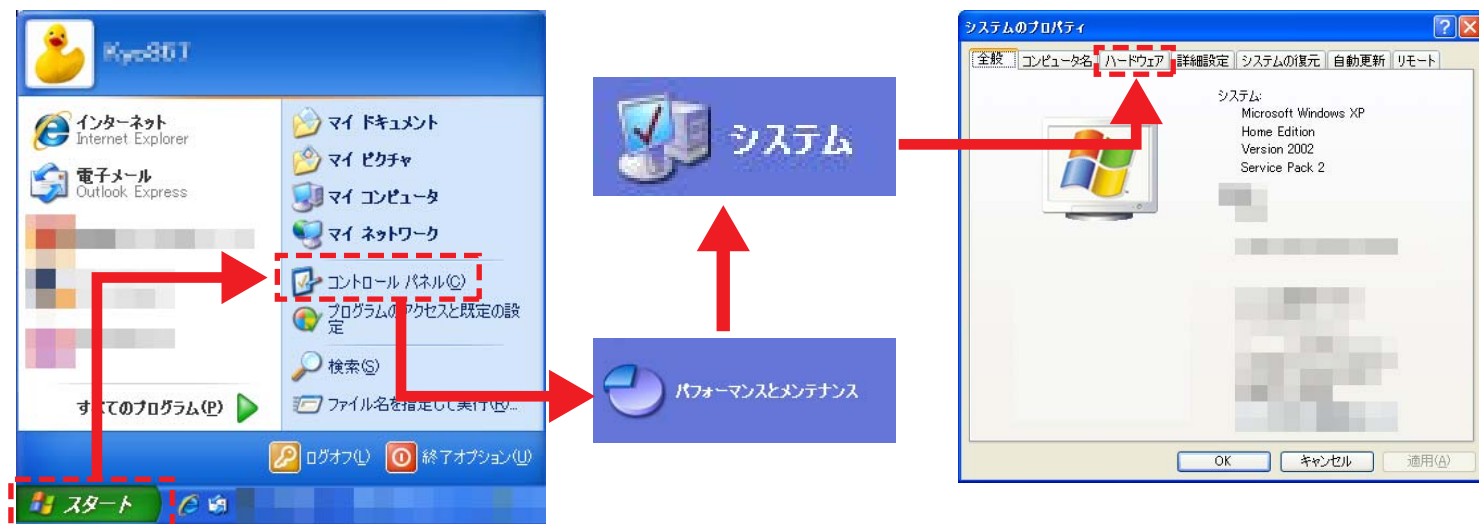 インターネット
Internet Explorer
電子メール
Outlook Express
すべてのプログラム(P)
マイ ドキュメント
マイ ピクチャ
マイ コンピュータ
マイ ネットワーク
コントロール パネル(C)
プログラムのアクセスと既定の設
定
検索(S)
ファイル名を指定して実行(R)...
ログオフ(L) 終了オプション(U)
スタート
パフォーマンスとメンテナンス
システム
システムのプロパティ
全般 コンピュータ名 ハードウェア 詳細設定 システムの復元 自動更新 リモート
システム:
Microsoft Windows XP
Home Edition
Version 2002
Service Pack 2
OK キャンセル 適用(A)